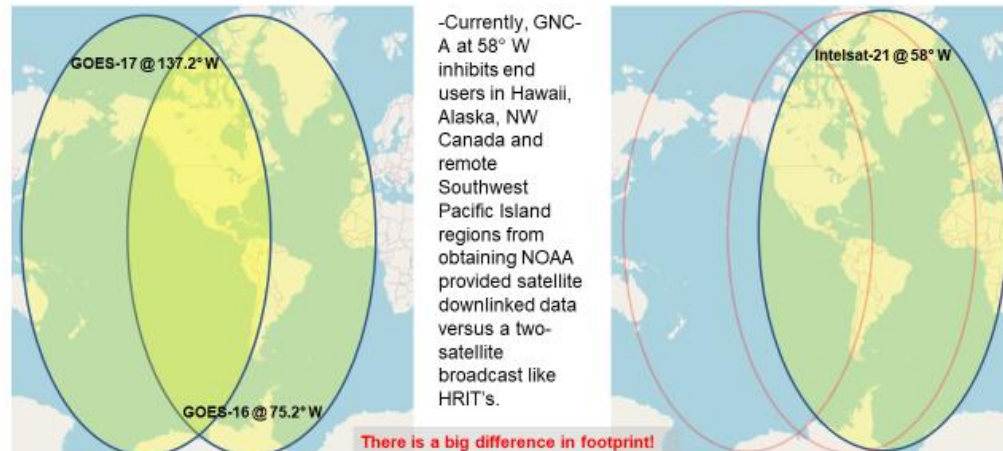 GOES-17 @ 137.2° W
GOES-16 @ 75.2° W
-Currently, GNC-
A at 58° W
inhibits end
users in Hawaii,
Alaska, NW
Canada and
remote
Southwest
Pacific Island
regions from
obtaining NOAA
provided satellite
downlinked data
versus a two-
satellite
broadcast like
HRIT's.
Intelsat-21 @ 58° W
There is a big difference in footprint!